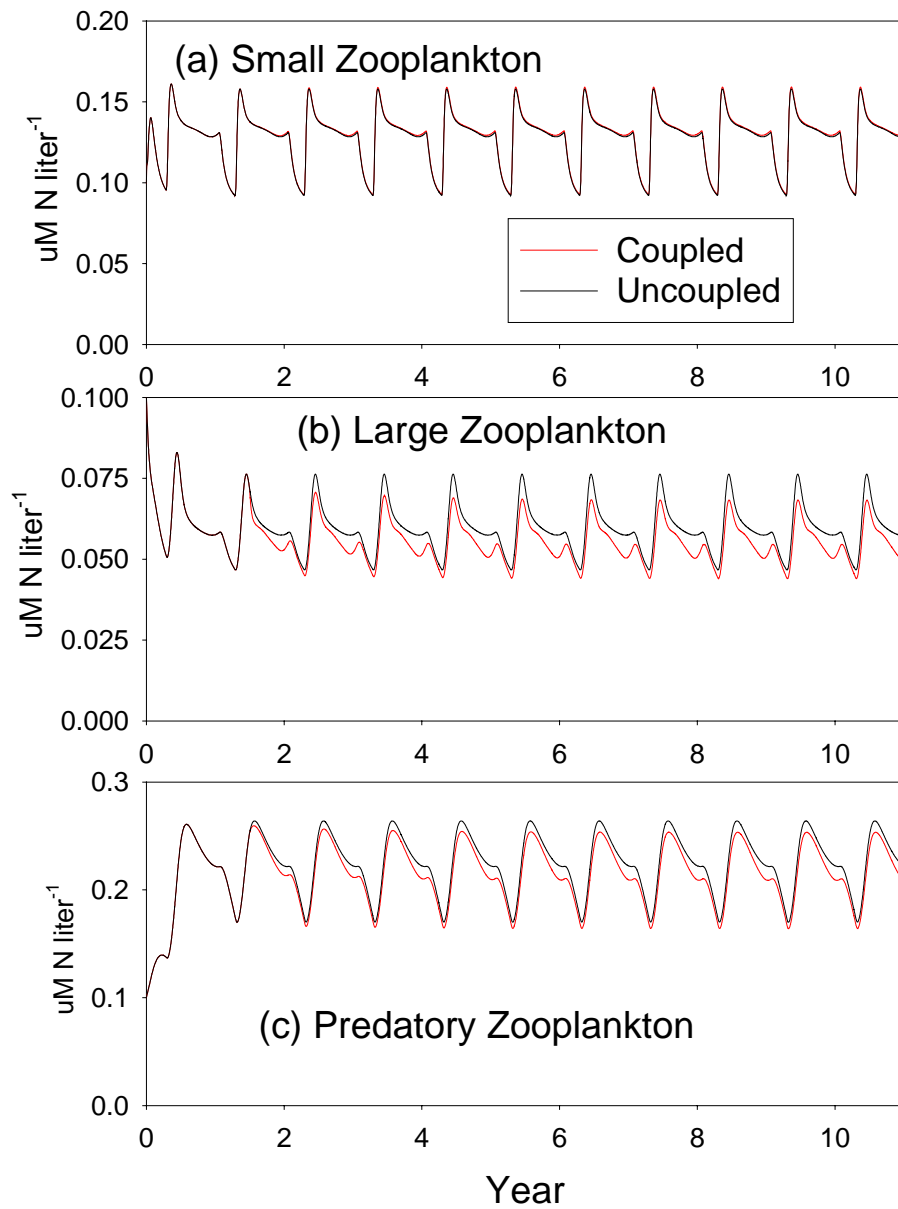 (a) Small Zooplankton
uM N liter-1
0.20
0.15
0.10
0.05
0.00
Coupled
Uncoupled
0 2 4 6 8 10
(b) Large Zooplankton
uM N liter-1
0.100
0.075
0.050
0.025
0.000
0 2 4 6 8 10
(c) Predatory Zooplankton
uM N liter-1
0.3
0.2
0.1
0.0
0 2 4 6 8 10
Year